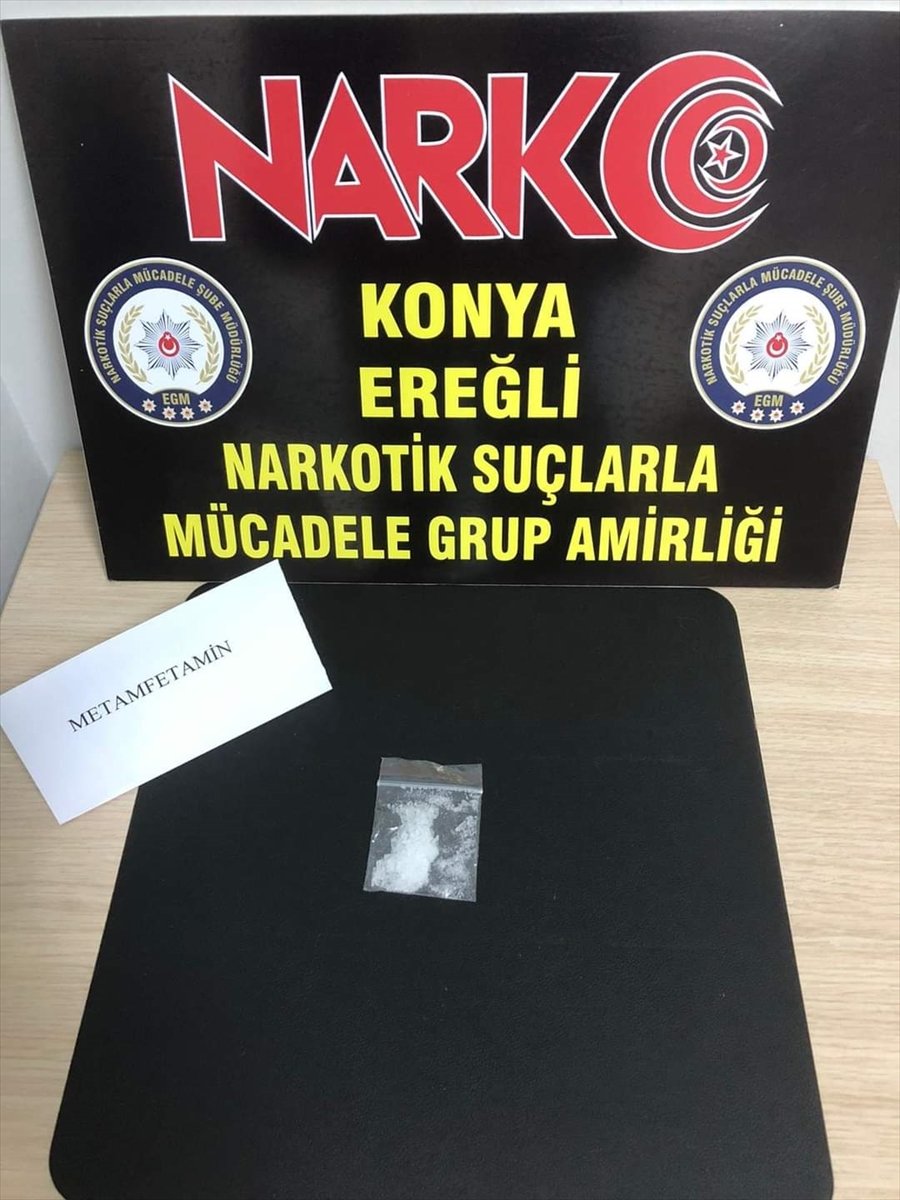 NARKO
KONYA
EREĞLİ
NARKOTİK SUÇLARLA
MÜCADELE GRUP AMİRLİĞİ
NARKOTİK SUÇLARLA MÜCADELE ŞUBE MÜDÜRLÜĞÜ
EGM
NARKOTİK SUÇLARLA MÜCADELE ŞUBE MÜDÜRLÜĞÜ
EGM
METAMFETAMİN